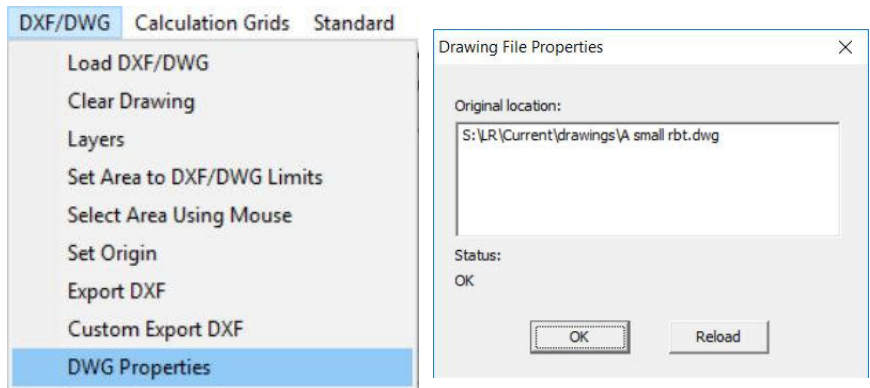 DXF/DWG Calculation Grids Standard
Load DXF/DWG
Clear Drawing
Layers
Set Area to DXF/DWG Limits
Select Area Using Mouse
Set Origin
Export DXF
Custom Export DXF
DWG Properties
Drawing File Properties
Original location:
S:\LR\Current\drawings\A small rbt.dwg
Status:
OK
OK Reload